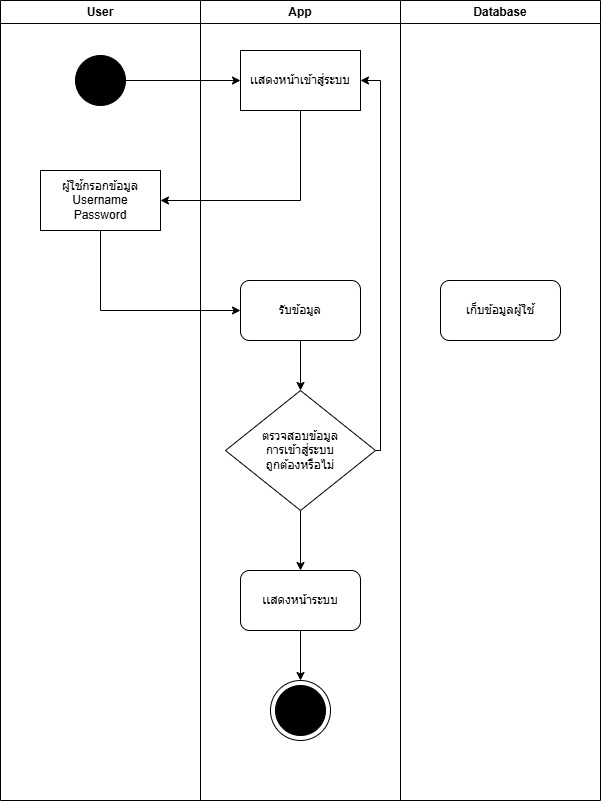 User
App
Database
แสดงหน้าเข้าสู่ระบบ
ผู้ใช้กรอกข้อมูล
Username
Password
รับข้อมูล
เก็บข้อมูลผู้ใช้
ตรวจสอบข้อมูล
การเข้าสู่ระบบ
ถูกต้องหรือไม่
แสดงหน้าระบบ